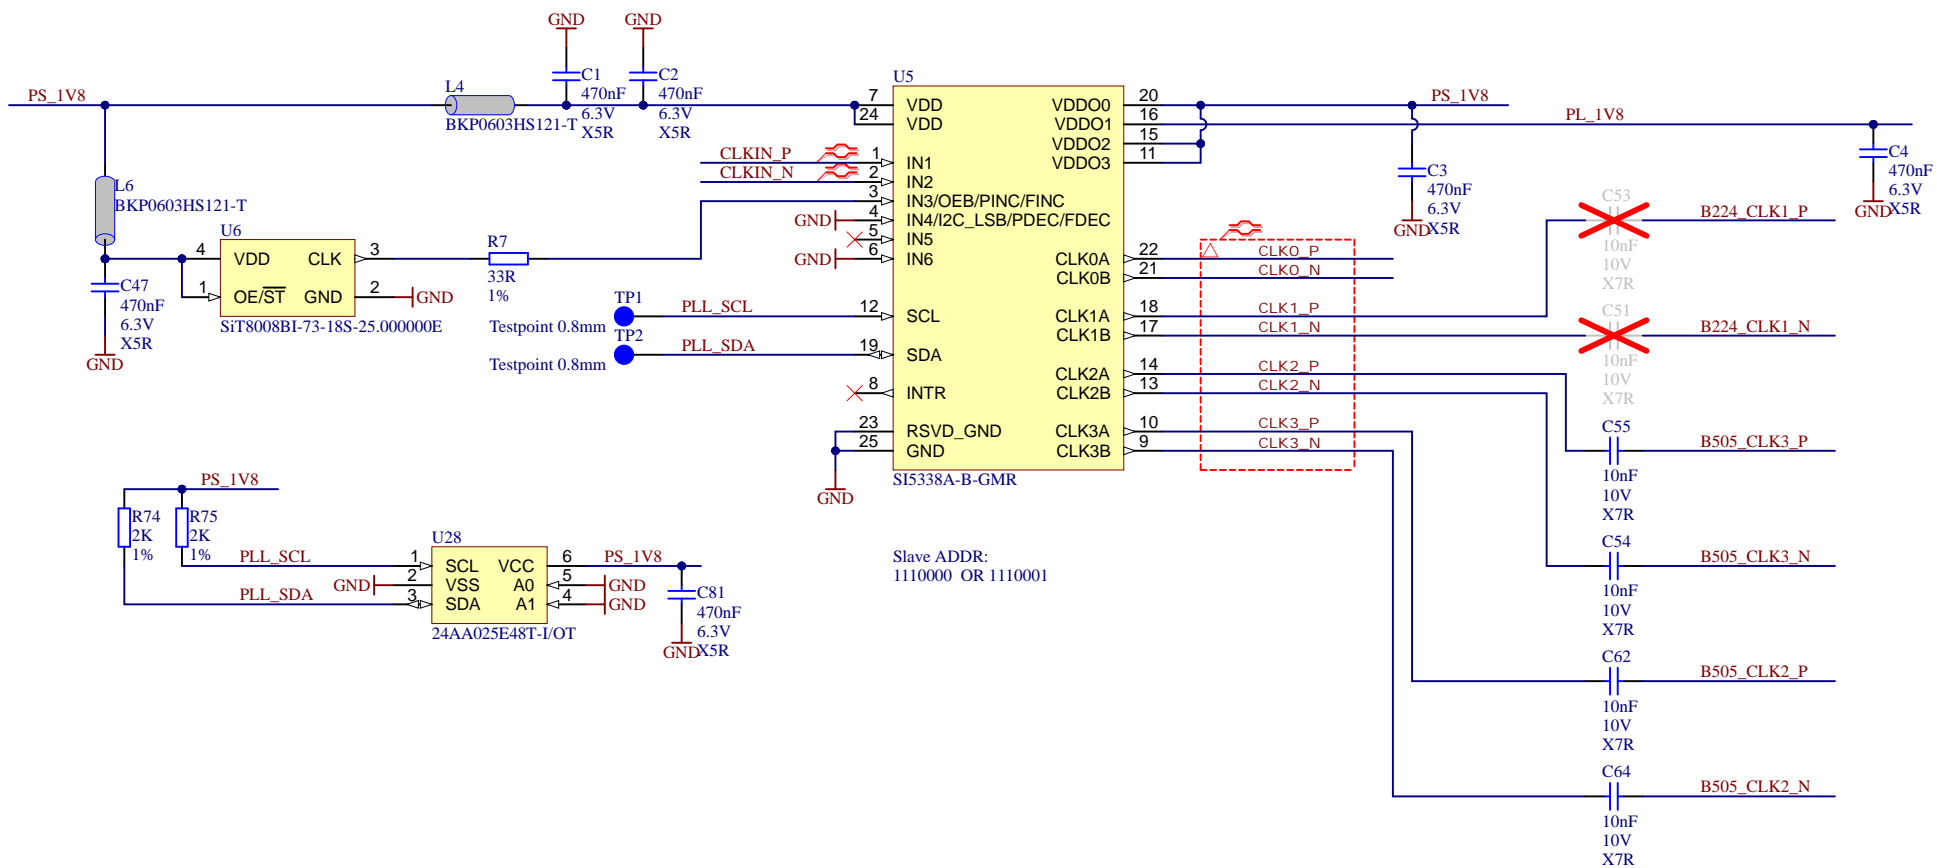 GND
GND
PS_1V8
L4
BKP0603HS121-T
C1
470nF
6.3V
X5R
C2
470nF
6.3V
X5R
L6
BKP0603HS121-T
C47
470nF
6.3V
X5R
GND
U6
4 VDD CLK 3
1 OE/ST GND 2 GND
SiT8008BI-73-18S-25.000000E
R7
33R
1%
CLKIN_P
CLKIN_N
GND
GND
TP1
Testpoint 0.8mm
PLL_SCL
TP2
Testpoint 0.8mm
PLL_SDA
U5
7 VDD
24 VDD
1 IN1
2 IN2
3 IN3/OEB/PINC/FINC
4 IN4/I2C_LSB/PDEC/FDEC
5 IN5
6 IN6
12 SCL
19 SDA
8 INTR
23 RSVD_GND
25 GND
GND
VDDO0 20
VDDO1 16
VDDO2 15
VDDO3 11
CLK0A 22
CLK0B 21
CLK1A 18
CLK1B 17
CLK2A 14
CLK2B 13
CLK3A 10
CLK3B 9
SI5338A-B-GMR
Slave ADDR:
1110000 OR 1110001
PS_1V8
PL_1V8
C3
470nF
6.3V
X5R
GND
C4
470nF
6.3V
X5R
GND
CLK0_P
CLK0_N
CLK1_P
CLK1_N
CLK2_P
CLK2_N
CLK3_P
CLK3_N
C53
10nF
10V
X7R
B224_CLK1_P
C51
10nF
10V
X7R
B224_CLK1_N
C55
10nF
10V
X7R
B505_CLK3_P
C54
10nF
10V
X7R
B505_CLK3_N
C62
10nF
10V
X7R
B505_CLK2_P
C64
10nF
10V
X7R
B505_CLK2_N
PS_1V8
R74
2K
1%
R75
2K
1%
PLL_SCL
GND
PLL_SDA
U28
1 SCL VCC 6
2 VSS A0 5
3 SDA A1 4
24AA025E48T-I/OT
PS_1V8
GND
GND
C81
470nF
6.3V
X5R
GND